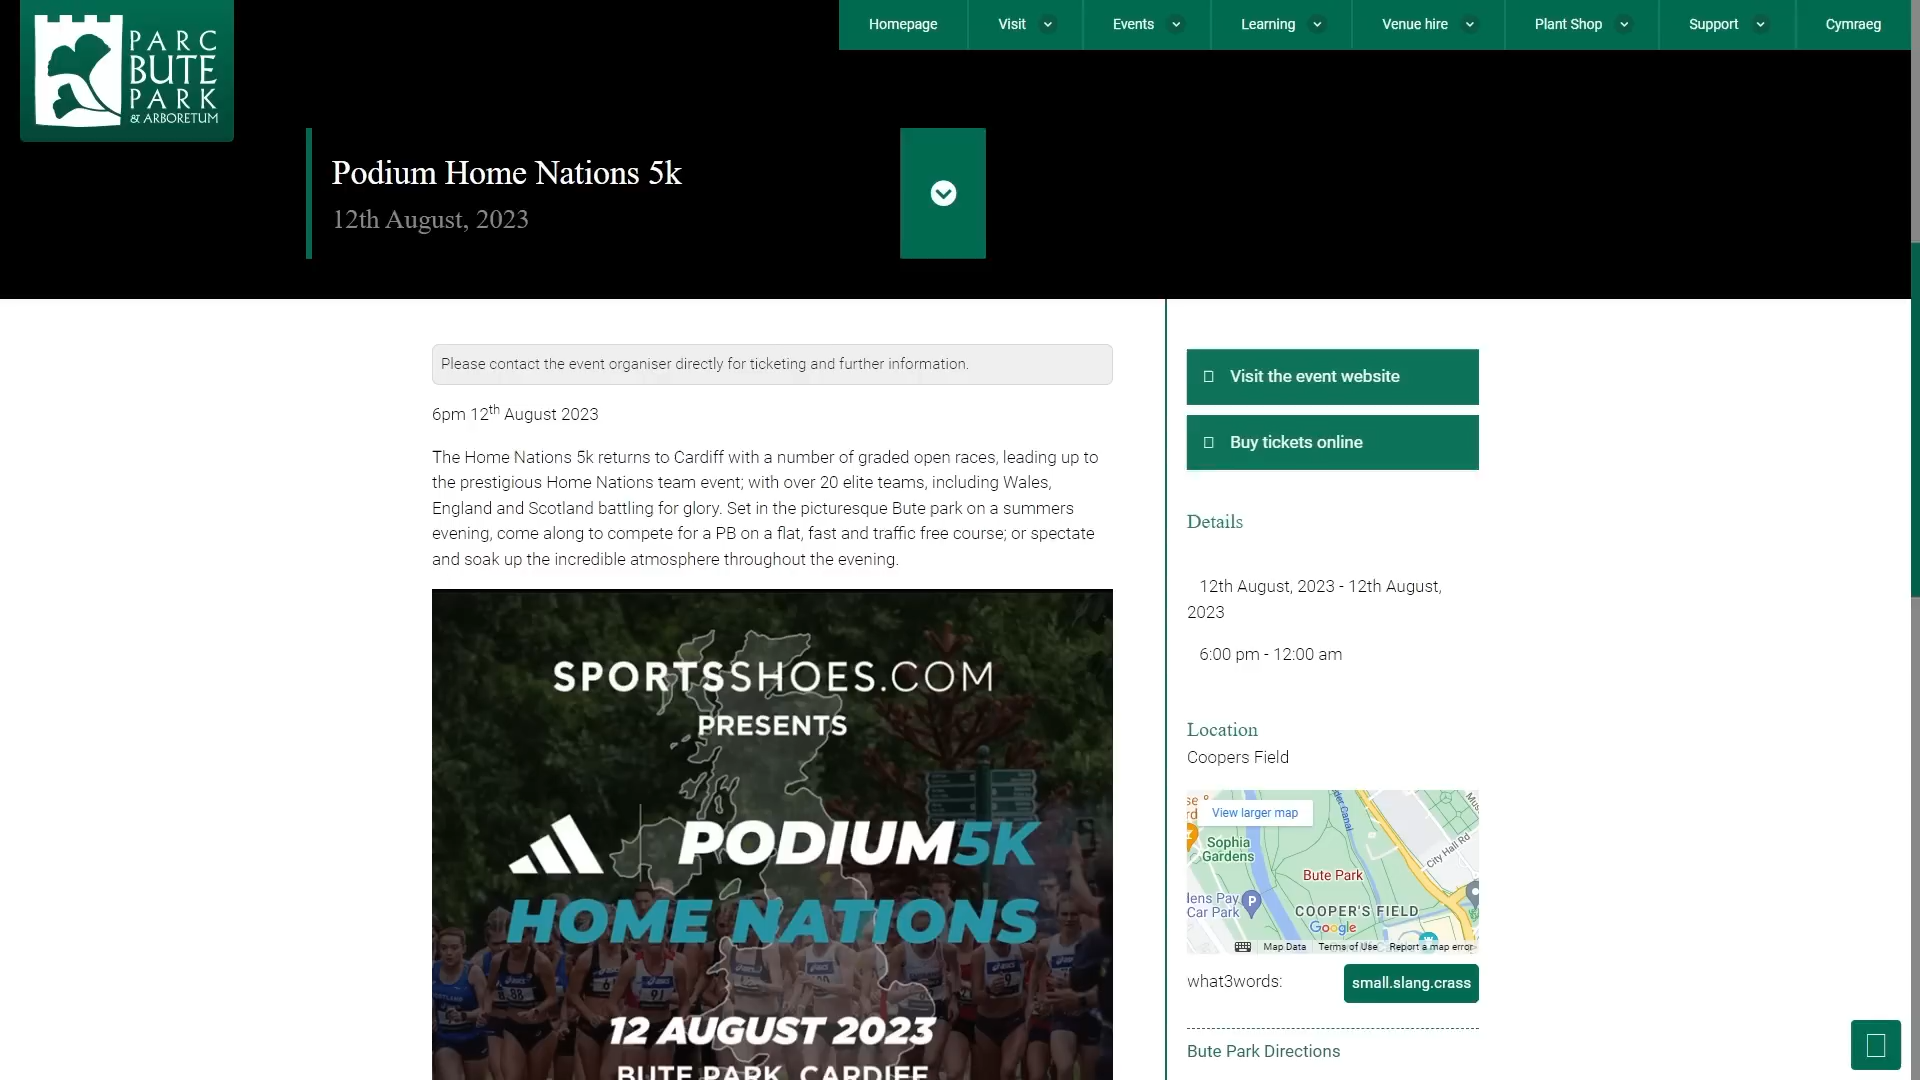 PARC
BUTE
PARK
& ARBORETUM
Homepage
Visit
Events
Learning
Venue hire
Plant Shop
Support
Cymraeg
Podium Home Nations 5k
12th August, 2023
Please contact the event organiser directly for ticketing and further information.
6pm 12th August 2023
The Home Nations 5k returns to Cardiff with a number of graded open races, leading up to
the prestigious Home Nations team event; with over 20 elite teams, including Wales,
England and Scotland battling for glory. Set in the picturesque Bute park on a summers
evening, come along to compete for a PB on a flat, fast and traffic free course; or spectate
and soak up the incredible atmosphere throughout the evening.
SPORTSSHOES.COM
PRESENTS
PODIUM5K
HOME NATIONS
12 AUGUST 2023
BUTE PARK, CARDIFF
Visit the event website
Buy tickets online
Details
12th August, 2023 - 12th August,
2023
6:00 pm - 12:00 am
Location
Coopers Field
View larger map
Sophia
Gardens
Bute Park
City Hall Rd
Car Park
P
COOPER'S FIELD
Google
Map Data
Terms of Use
Report a map error
what3words:
small.slang.crass
Bute Park Directions